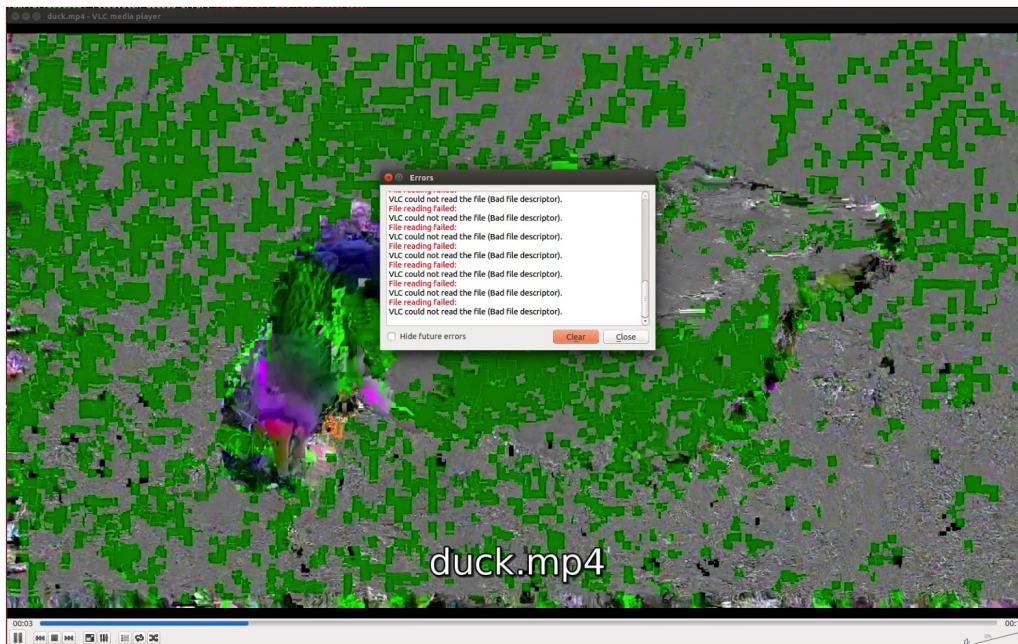 duck.mp4 - VLC media player
Errors
File reading failed:
VLC could not read the file (Bad file descriptor).
File reading failed:
VLC could not read the file (Bad file descriptor).
File reading failed:
VLC could not read the file (Bad file descriptor).
File reading failed:
VLC could not read the file (Bad file descriptor).
File reading failed:
VLC could not read the file (Bad file descriptor).
File reading failed:
VLC could not read the file (Bad file descriptor).
File reading failed:
VLC could not read the file (Bad file descriptor).
Hide future errors
Clear
Close
duck.mp4
00:03
0%